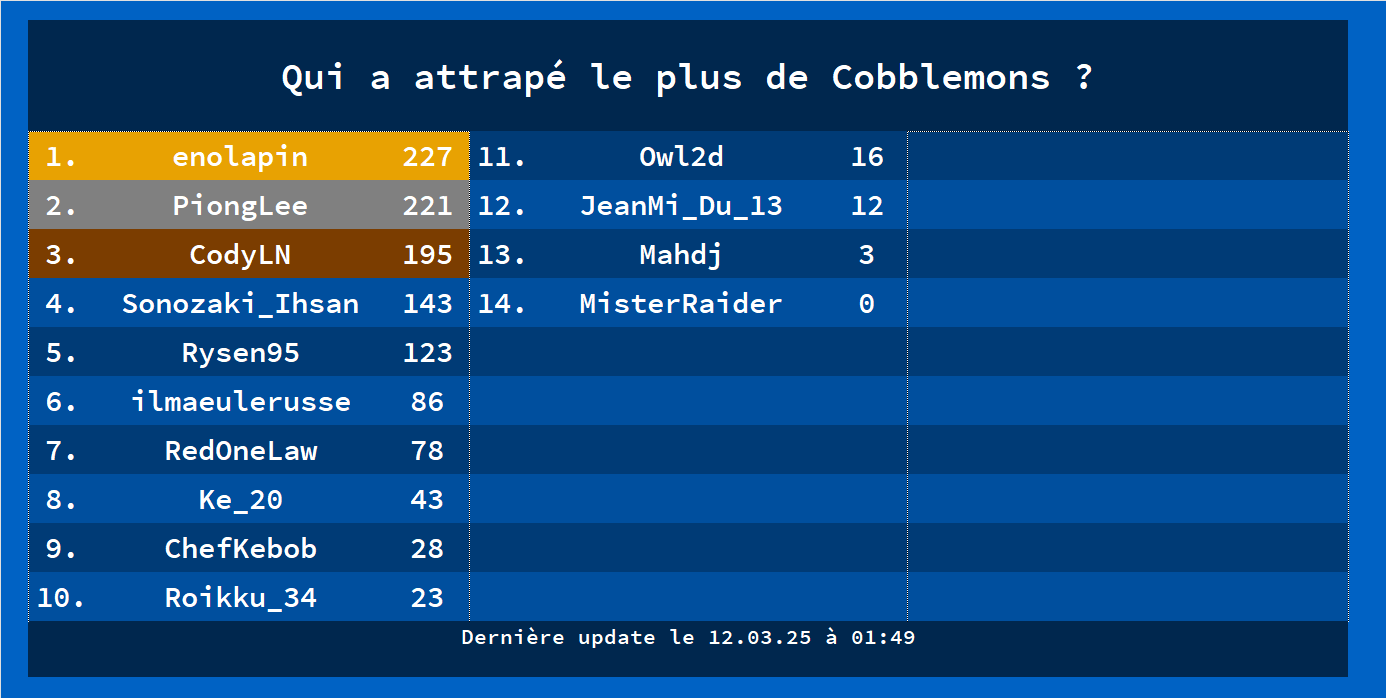 Qui a attrapé le plus de Cobblemons ?
1. enolapin 227
2. PiongLee 221
3. CodyLN 195
4. Sonozaki_Ihsan 143
5. Rysen95 123
6. ilmaeulerusse 86
7. RedOneLaw 78
8. Ke_20 43
9. ChefKebob 28
10. Roikku_34 23
11. Owl2d 16
12. JeanMi_Du_13 12
13. Mahdj 3
14. MisterRaider 0
Dernière update le 12.03.25 à 01:49